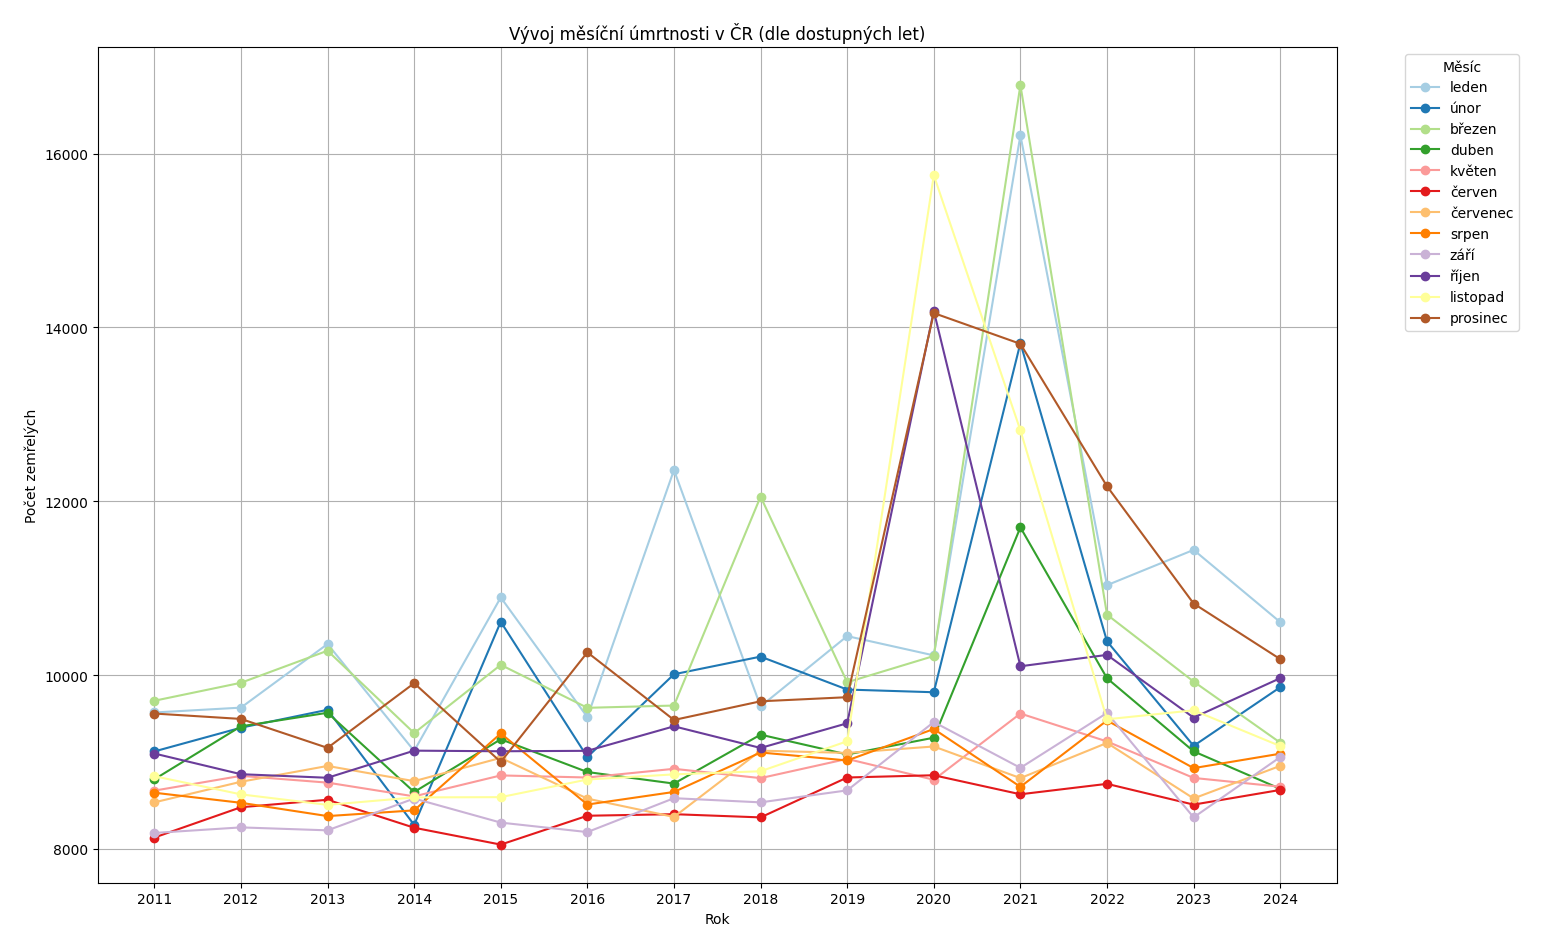 Vývoj měsíční úmrtnosti v ČR (dle dostupných let)
Počet zemřelých
16000
14000
12000
10000
8000
2011 2012 2013 2014 2015 2016 2017 2018 2019 2020 2021 2022 2023 2024
Rok
Měsíc
leden
únor
březen
duben
květen
červen
červenec
srpen
září
říjen
listopad
prosinec